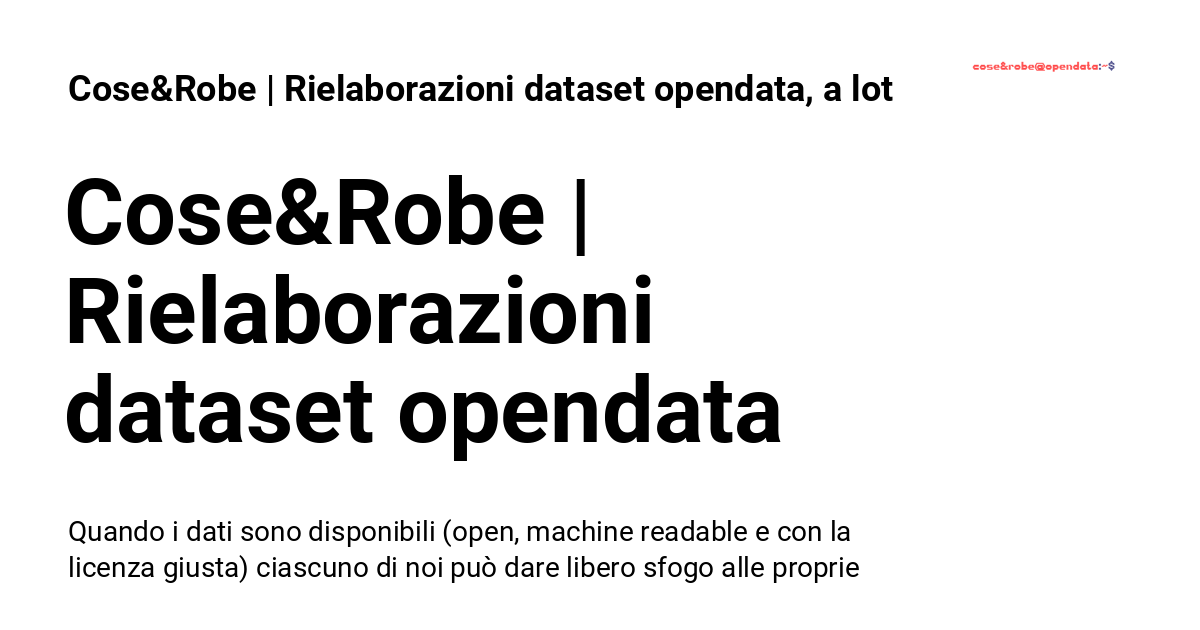 Cose&Robe | Rielaborazioni dataset opendata, a lot
cose&robe@opendata:~$
Cose&Robe |
Rielaborazioni
dataset opendata
Quando i dati sono disponibili (open, machine readable e con la
licenza giusta) ciascuno di noi può dare libero sfogo alle proprie